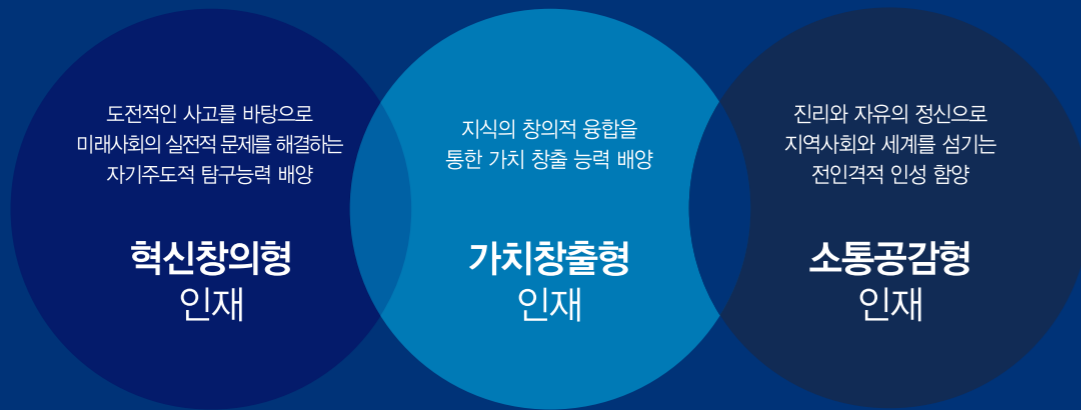 도전적인 사고를 바탕으로
미래사회의 실전적 문제를 해결하는
자기주도적 탐구능력 배양
혁신창의형
인재
지식의 창의적 융합을
통한 가치 창출 능력 배양
가치창출형
인재
진리와 자유의 정신으로
지역사회와 세계를 섬기는
전인격적 인성 함양
소통공감형
인재